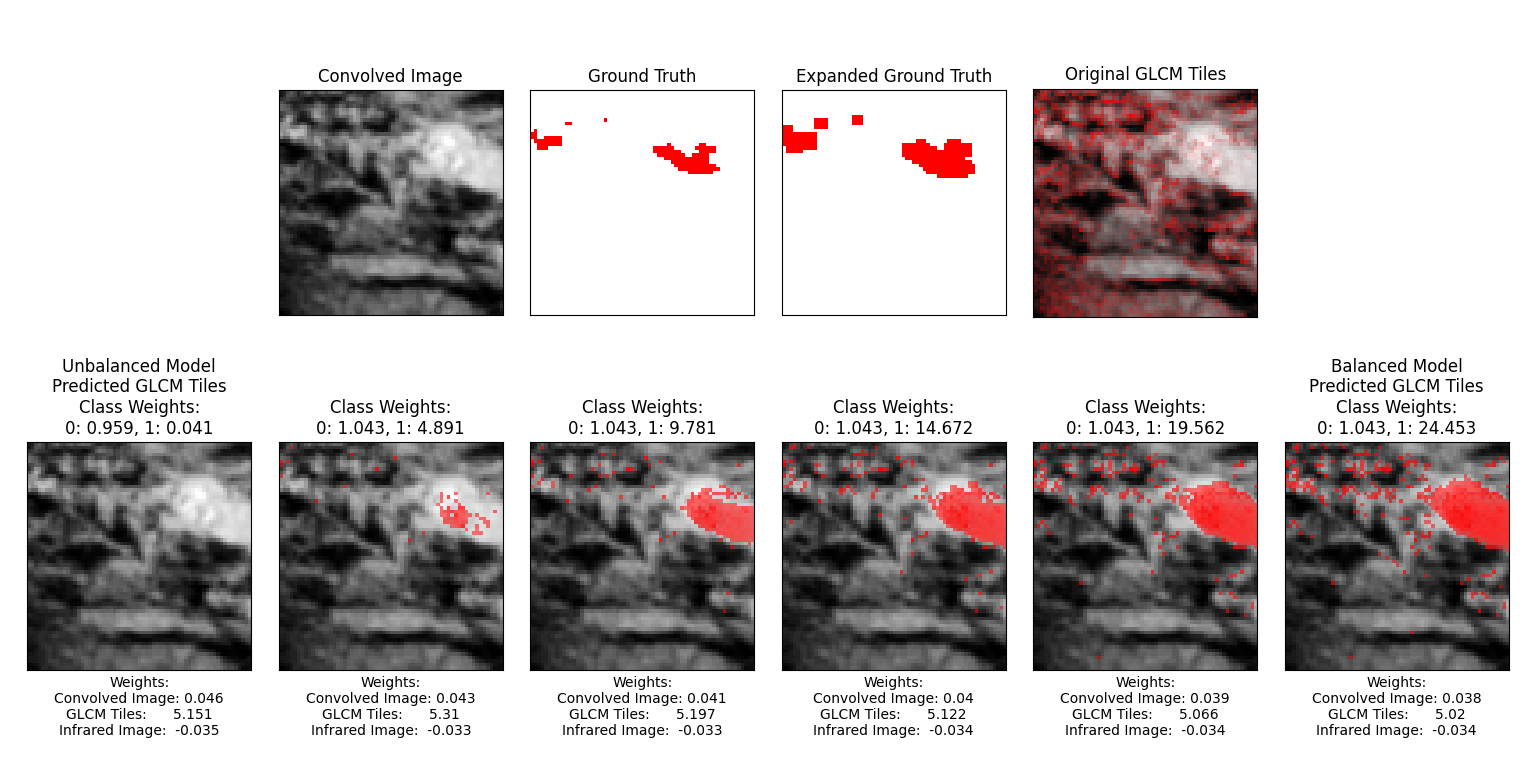 Convolved Image
Ground Truth
Expanded Ground Truth
Original GLCM Tiles
Unbalanced Model
Predicted GLCM Tiles
Class Weights:
0: 0.959, 1: 0.041
Class Weights:
0: 1.043, 1: 4.891
Class Weights:
0: 1.043, 1: 9.781
Class Weights:
0: 1.043, 1: 14.672
Class Weights:
0: 1.043, 1: 19.562
Balanced Model
Predicted GLCM Tiles
Class Weights:
0: 1.043, 1: 24.453
Weights:
Convolved Image: 0.046
GLCM Tiles: 5.151
Infrared Image: -0.035
Weights:
Convolved Image: 0.043
GLCM Tiles: 5.31
Infrared Image: -0.033
Weights:
Convolved Image: 0.041
GLCM Tiles: 5.197
Infrared Image: -0.033
Weights:
Convolved Image: 0.04
GLCM Tiles: 5.122
Infrared Image: -0.034
Weights:
Convolved Image: 0.039
GLCM Tiles: 5.066
Infrared Image: -0.034
Weights:
Convolved Image: 0.038
GLCM Tiles: 5.02
Infrared Image: -0.034